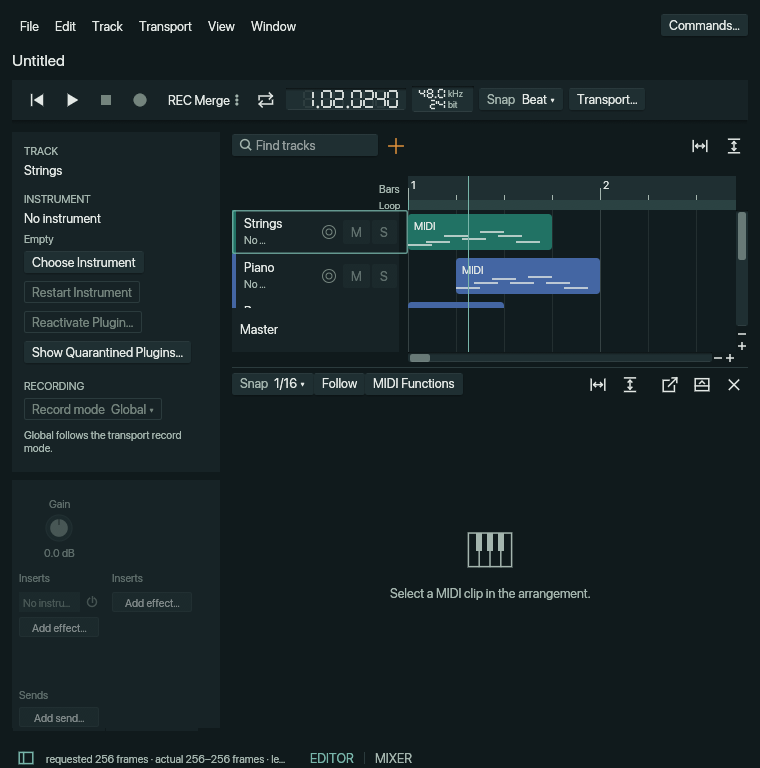 File Edit Track Transport View Window Commands...
Untitled
REC Merge 1.02.0240 48.0 kHz 24 bit Snap Beat Transport...
TRACK
Strings
INSTRUMENT
No instrument
Empty
Choose Instrument
Restart Instrument
Reactivate Plugin...
Show Quarantined Plugins...
RECORDING
Record mode Global
Global follows the transport record
mode.
Gain
0.0 dB
Inserts Inserts
No instru... Add effect...
Add effect...
Sends
Add send...
Find tracks
Bars 1 2
Loop
Strings M S MIDI
No ...
Piano M S MIDI
No ...
Master
Snap 1/16 Follow MIDI Functions
Select a MIDI clip in the arrangement.
requested 256 frames · actual 256–256 frames · le... EDITOR MIXER